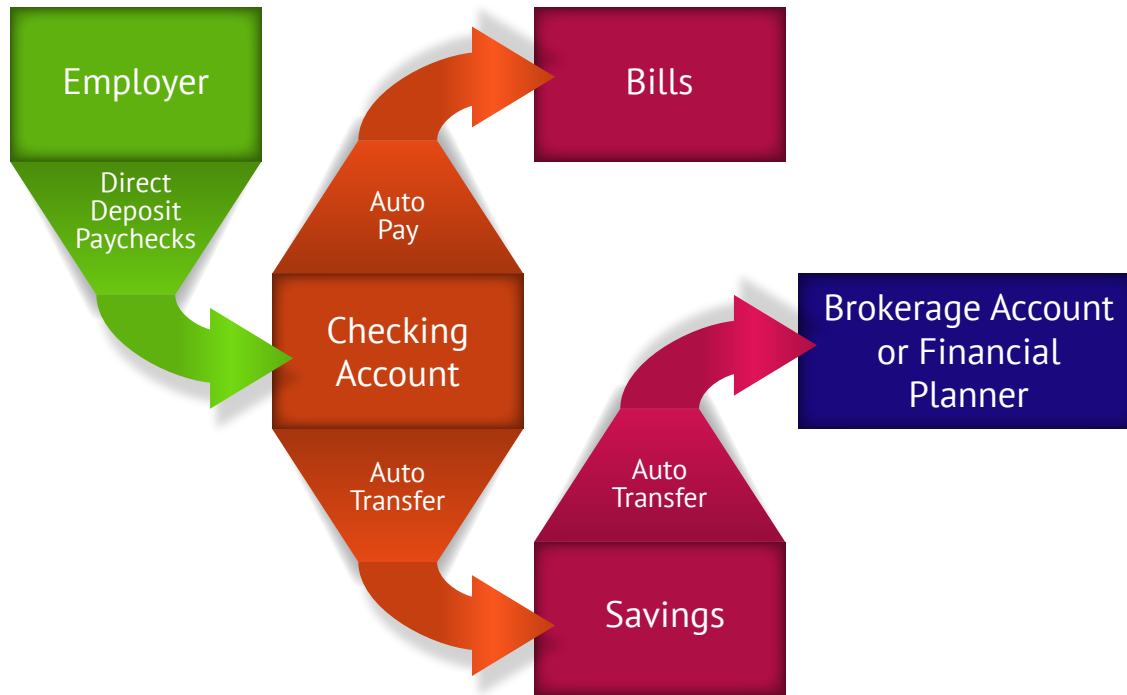 Employer
Direct
Deposit
Paychecks
Auto
Pay
Bills
Checking
Account
Auto
Transfer
Savings
Auto
Transfer
Brokerage Account
or Financial
Planner